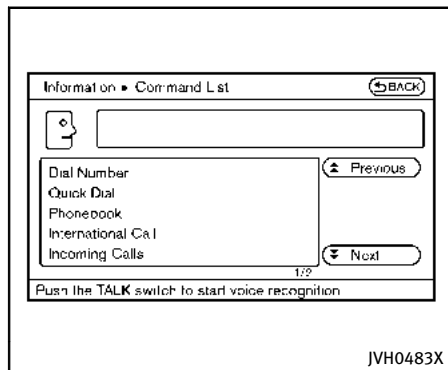 Information ▸ Command List
BACK
Dial Number
Previous
Quick Dial
Phonebook
International Call
Incoming Calls
Next
1/2
Push the TALK switch to start voice recognition
JVH0483X